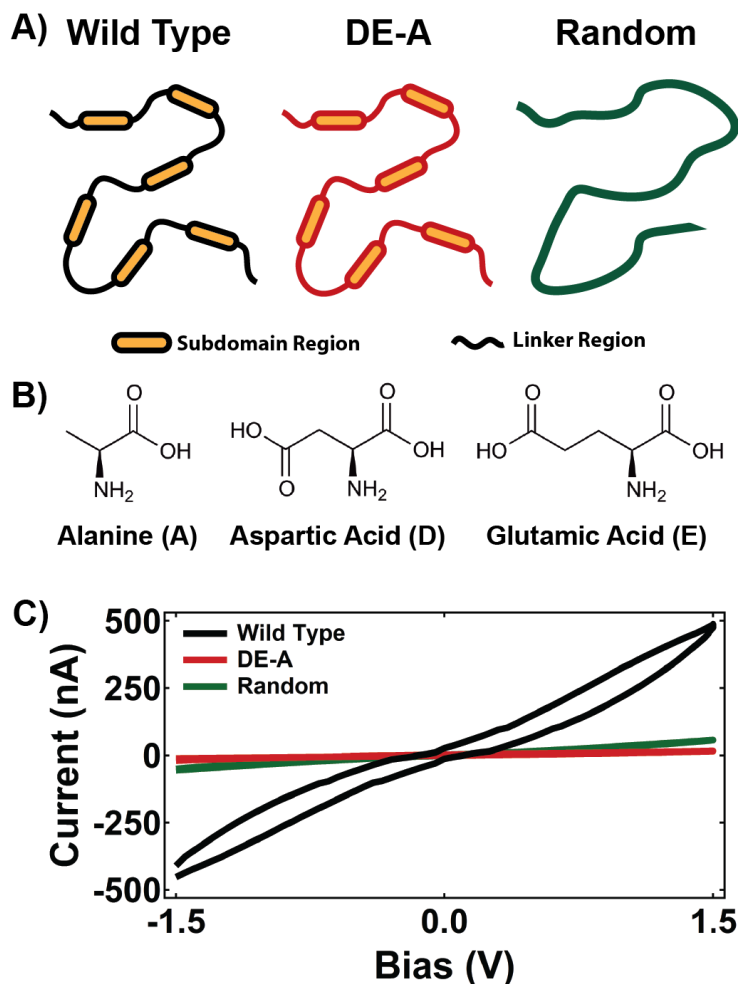 A)
Wild Type DE-A Random
Subdomain Region Linker Region
B)
O
OH
NH2
HO
O
O
OH
NH2
O
HO
O
OH
NH2
Alanine (A) Aspartic Acid (D) Glutamic Acid (E)
C)
Wild Type
DE-A
Random
Current (nA)
500
250
0
-250
-500
-1.5 0.0 1.5
Bias (V)